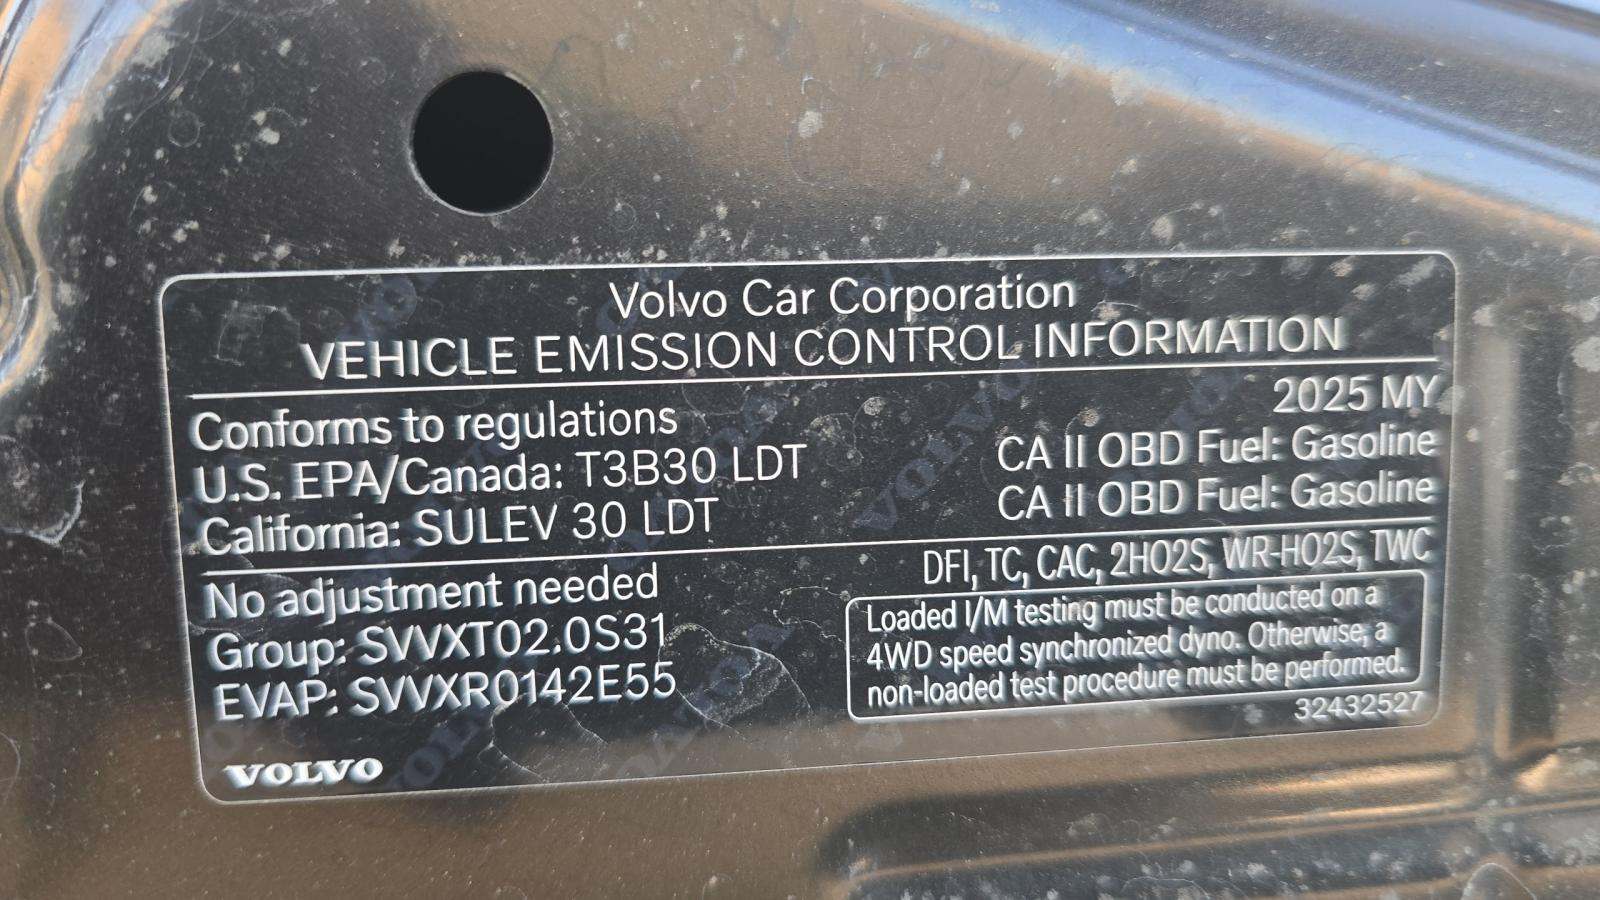 Volvo Car Corporation
VEHICLE EMISSION CONTROL INFORMATION
2025 MY
Conforms to regulations
U.S. EPA/Canada: T3B30 LDT CA II OBD Fuel: Gasoline
California: SULEV 30 LDT CA II OBD Fuel: Gasoline
DFI, TC, CAC, 2HO2S, WR-HO2S, TWC
No adjustment needed
Group: SVVXT02.0S31
EVAP: SVVXR0142E55
Loaded I/M testing must be conducted on a
4WD speed synchronized dyno. Otherwise, a
non-loaded test procedure must be performed.
32432527
VOLVO